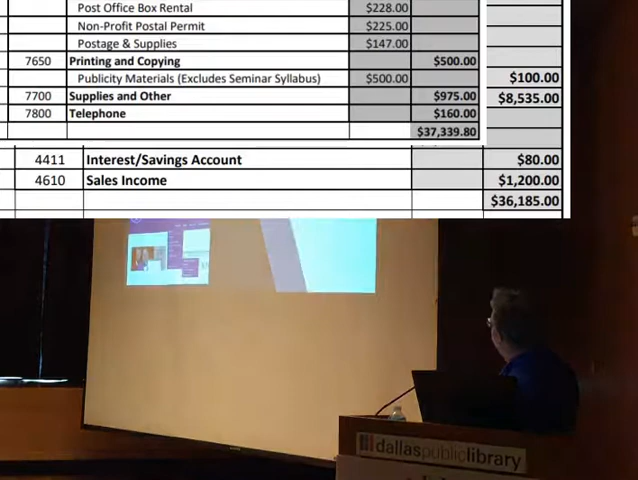 Post Office Box Rental $228.00
Non-Profit Postal Permit $225.00
Postage & Supplies $147.00
7650 Printing and Copying $500.00
Publicity Materials (Excludes Seminar Syllabus) $500.00 $100.00
7700 Supplies and Other $975.00 $8,535.00
7800 Telephone $160.00
$37,339.80
4411 Interest/Savings Account $80.00
4610 Sales Income $1,200.00
$36,185.00
dallaspubliclibrary